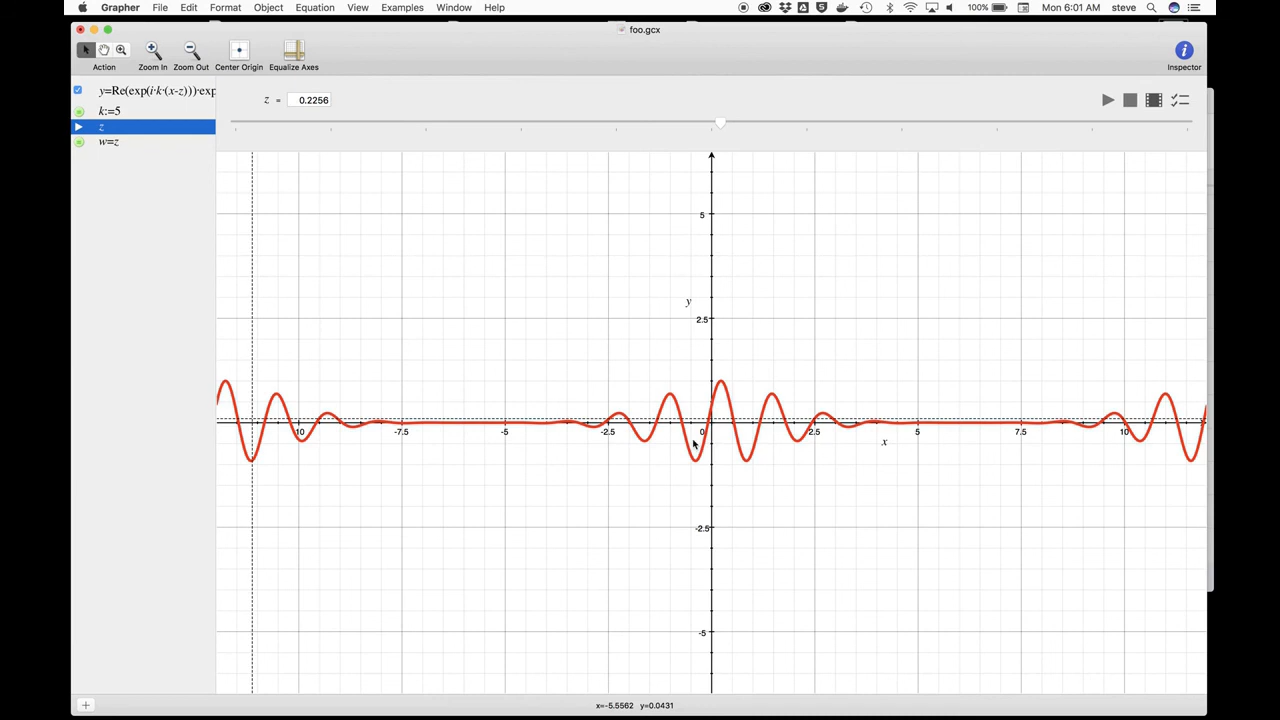 Grapher File Edit Format Object Equation View Examples Window Help 100% Mon 6:01 AM steve
foo.gcx
Action Zoom In Zoom Out Center Origin Equalize Axes Inspector
y=Re(exp(i·k·(x-z)))·exp
k:=5
z
w=z
z = 0.2256
5
y
2.5
10 -7.5 -5 -2.5 0 2.5 5 7.5 10
x
-2.5
-5
x=-5.5562 y=0.0431